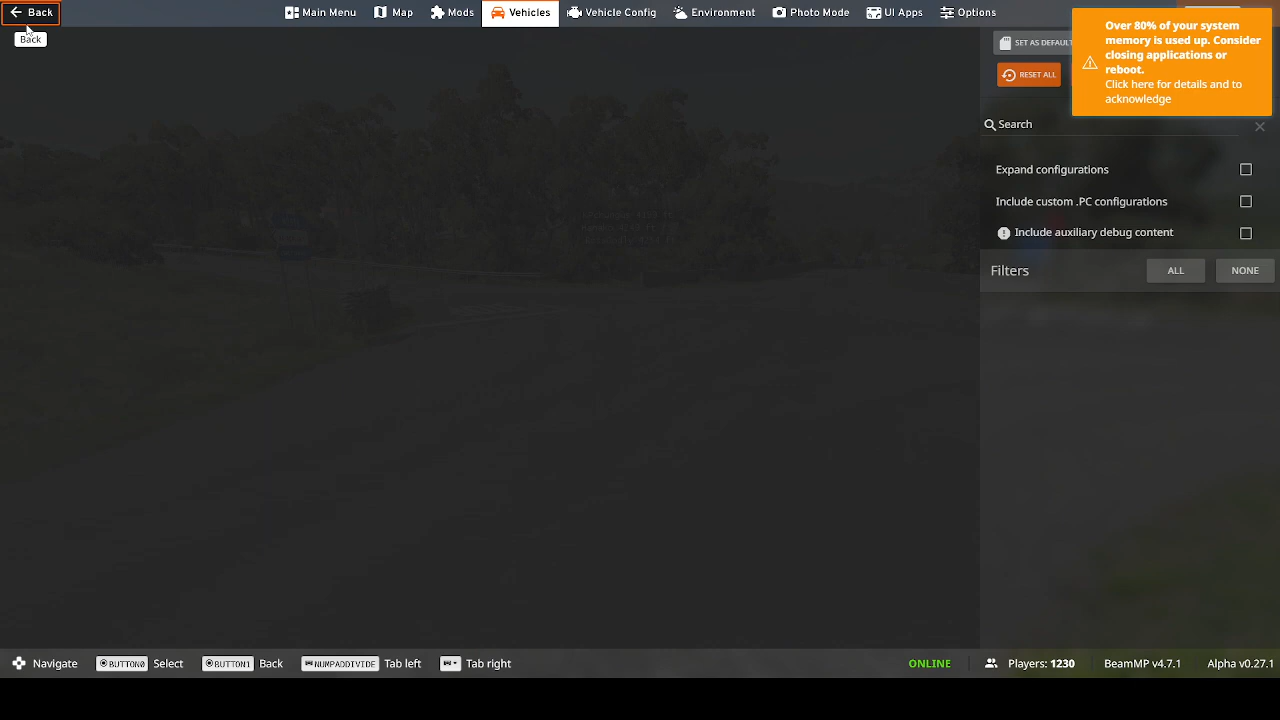 Back
Main Menu
Map
Mods
Vehicles
Vehicle Config
Environment
Photo Mode
UI Apps
Options
Back
SET AS DEFAULT
RESET ALL
Over 80% of your system
memory is used up. Consider
closing applications or
reboot.
Click here for details and to
acknowledge
Search
Expand configurations
Include custom .PC configurations
Include auxiliary debug content
Filters
ALL
NONE
Navigate
BUTTON0 Select
BUTTON1 Back
NUMPADDIVIDE Tab left
Tab right
ONLINE
Players: 1230
BeamMP v4.7.1
Alpha v0.27.1